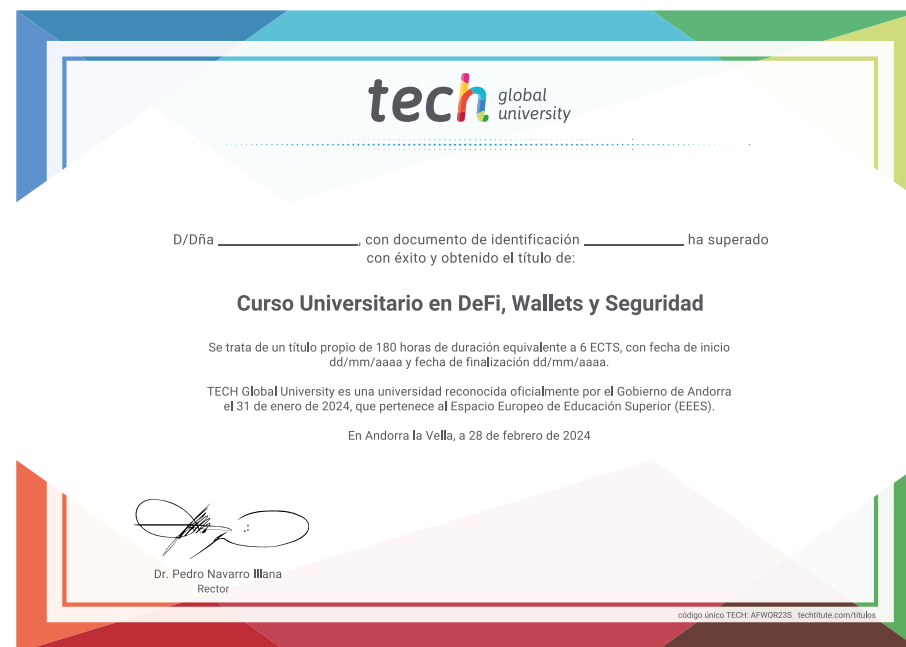 tech global university
D/Dña ____________________, con documento de identificación ______________ ha superado
con éxito y obtenido el título de:
Curso Universitario en DeFi, Wallets y Seguridad
Se trata de un título propio de 180 horas de duración equivalente a 6 ECTS, con fecha de inicio
dd/mm/aaaa y fecha de finalización dd/mm/aaaa.
TECH Global University es una universidad reconocida oficialmente por el Gobierno de Andorra
el 31 de enero de 2024, que pertenece al Espacio Europeo de Educación Superior (EEES).
En Andorra la Vella, a 28 de febrero de 2024
Dr. Pedro Navarro Illana
Rector
código único TECH: AFWOR23S techtitute.com/titulos